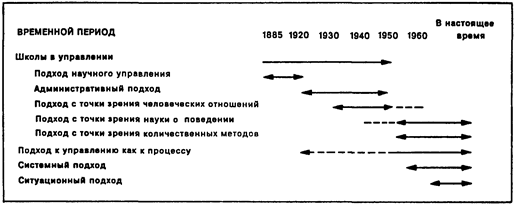 В настоящее
ВРЕМЕННОЙ ПЕРИОД 1885 1920 1930 1940 1950 1960 время
Школы в управлении
Подход научного управления
Административный подход
Подход с точки зрения человеческих отношений
Подход с точки зрения науки о поведении
Подход с точки зрения количественных методов
Подход к управлению как к процессу
Системный подход
Ситуационный подход